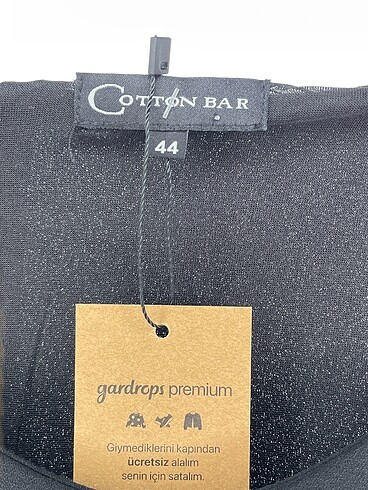 COTTON BAR
44
gardrops premium
Giymediklerini kapından
ücretsiz alalım
senin için satalım.